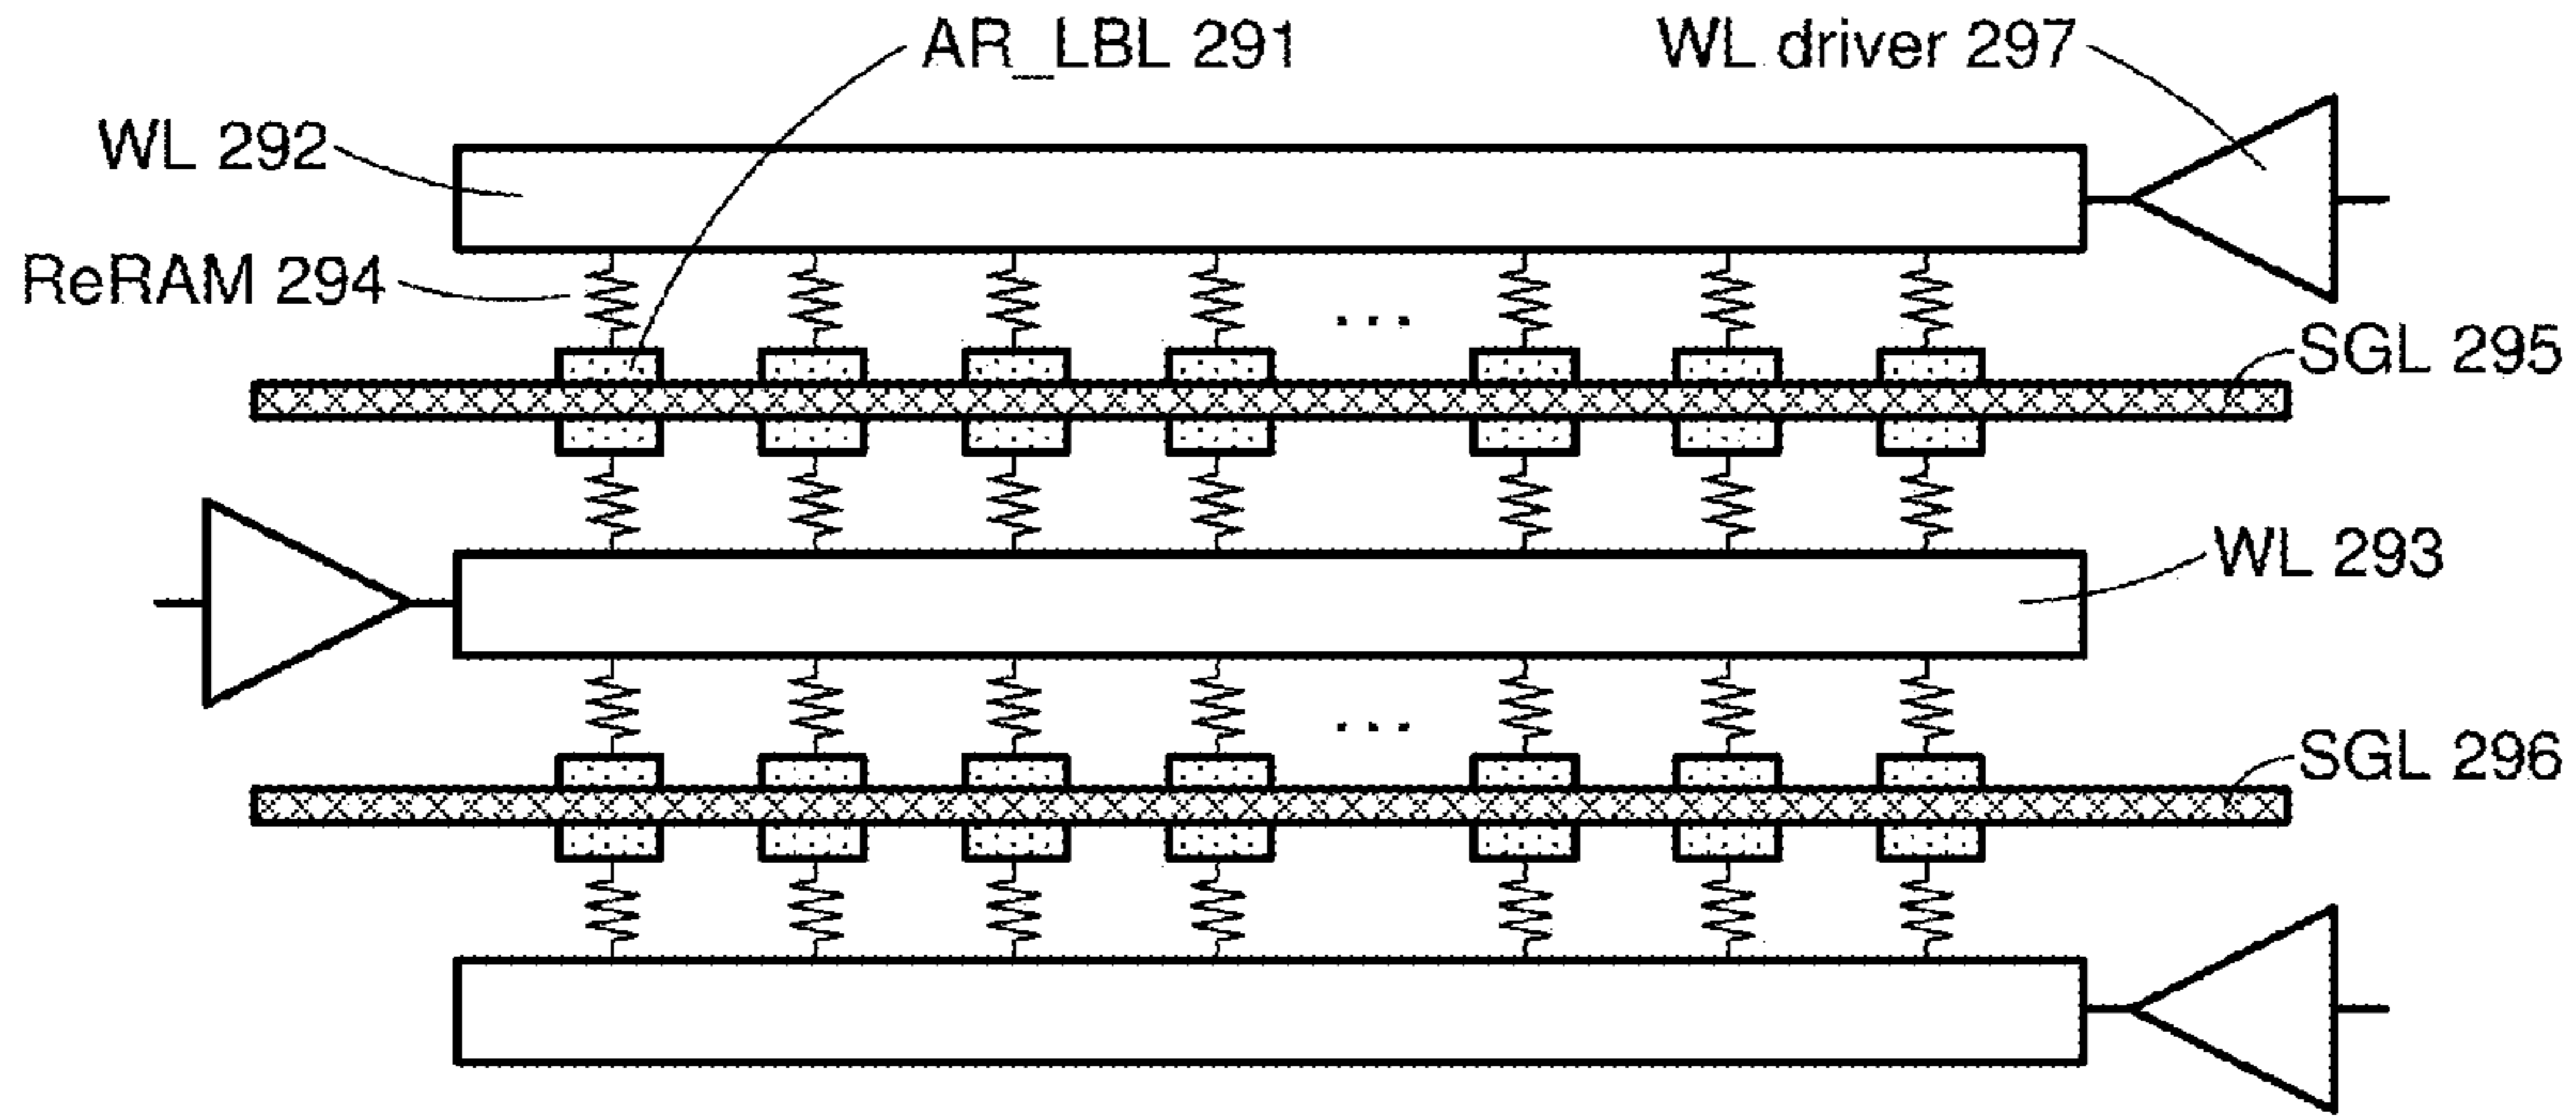 AR_LBL 291
WL driver 297
WL 292
ReRAM 294
...
SGL 295
WL 293
...
SGL 296